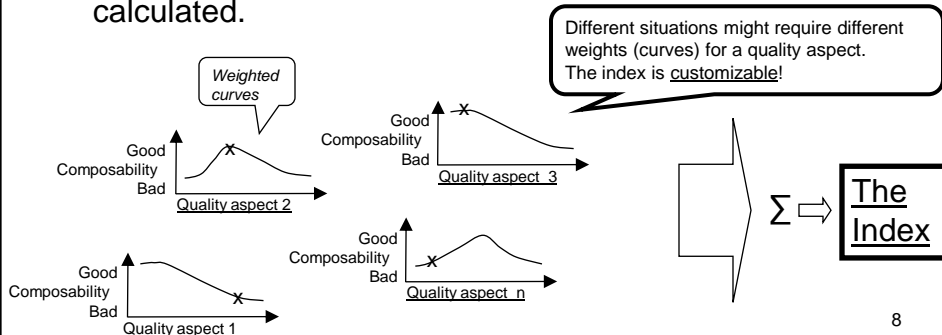 calculated.
Different situations might require different
weights (curves) for a quality aspect.
The index is customizable!
Weighted
curves
Good
Composability
Bad
x
Quality aspect 2
Good
Composability
Bad
x
Quality aspect 3
Good
Composability
Bad
x
Quality aspect 1
Good
Composability
Bad
x
Quality aspect n
Σ
The
Index
8